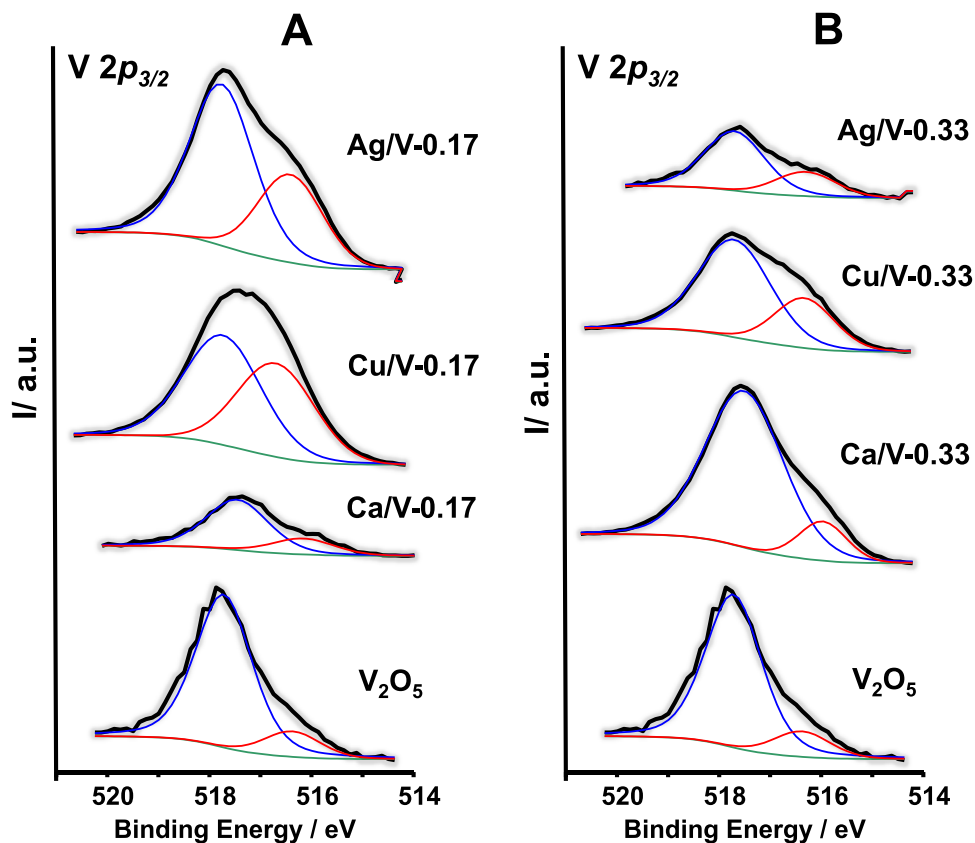 A
V 2p3/2
Ag/V-0.17
Cu/V-0.17
Ca/V-0.17
V2O5
I/ a.u.
520 518 516 514
Binding Energy / eV
B
V 2p3/2
Ag/V-0.33
Cu/V-0.33
Ca/V-0.33
V2O5
I/ a.u.
520 518 516 514
Binding Energy / eV